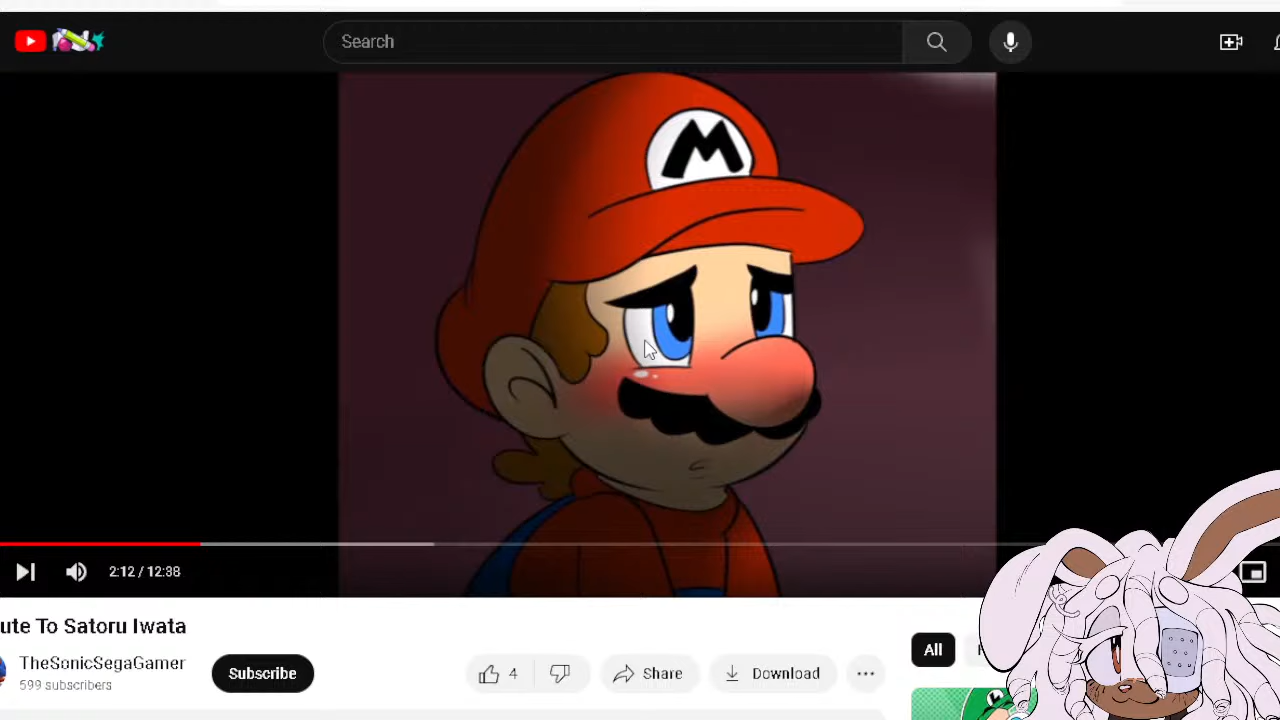 Search
M
2:12 / 12:38
ute To Satoru Iwata
TheSonicSegaGamer
599 subscribers
Subscribe
4
Share
Download
All
L